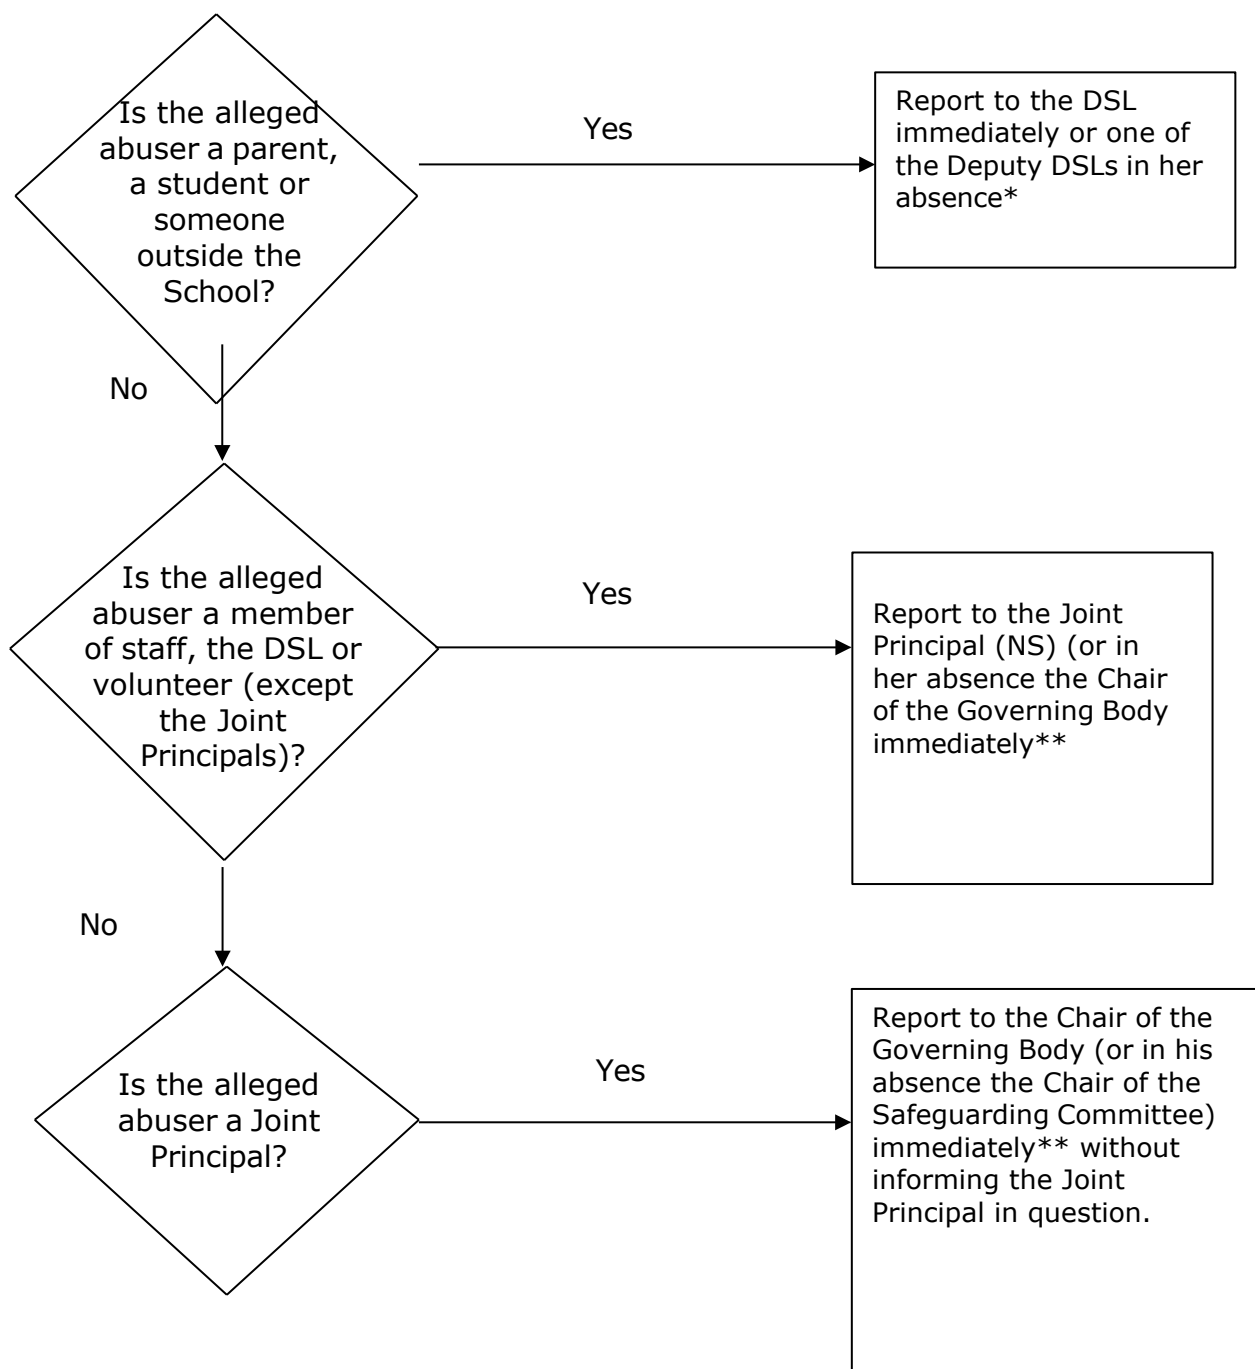 Is the alleged
abuser a parent,
a student or
someone
outside the
School?
Yes
Report to the DSL
immediately or one of
the Deputy DSLs in her
absence*
No
Is the alleged
abuser a member
of staff, the DSL or
volunteer (except
the Joint
Principals)?
Yes
Report to the Joint
Principal (NS) (or in
her absence the Chair
of the Governing Body
immediately**
No
Is the alleged
abuser a Joint
Principal?
Yes
Report to the Chair of the
Governing Body (or in his
absence the Chair of the
Safeguarding Committee)
immediately** without
informing the Joint
Principal in question.